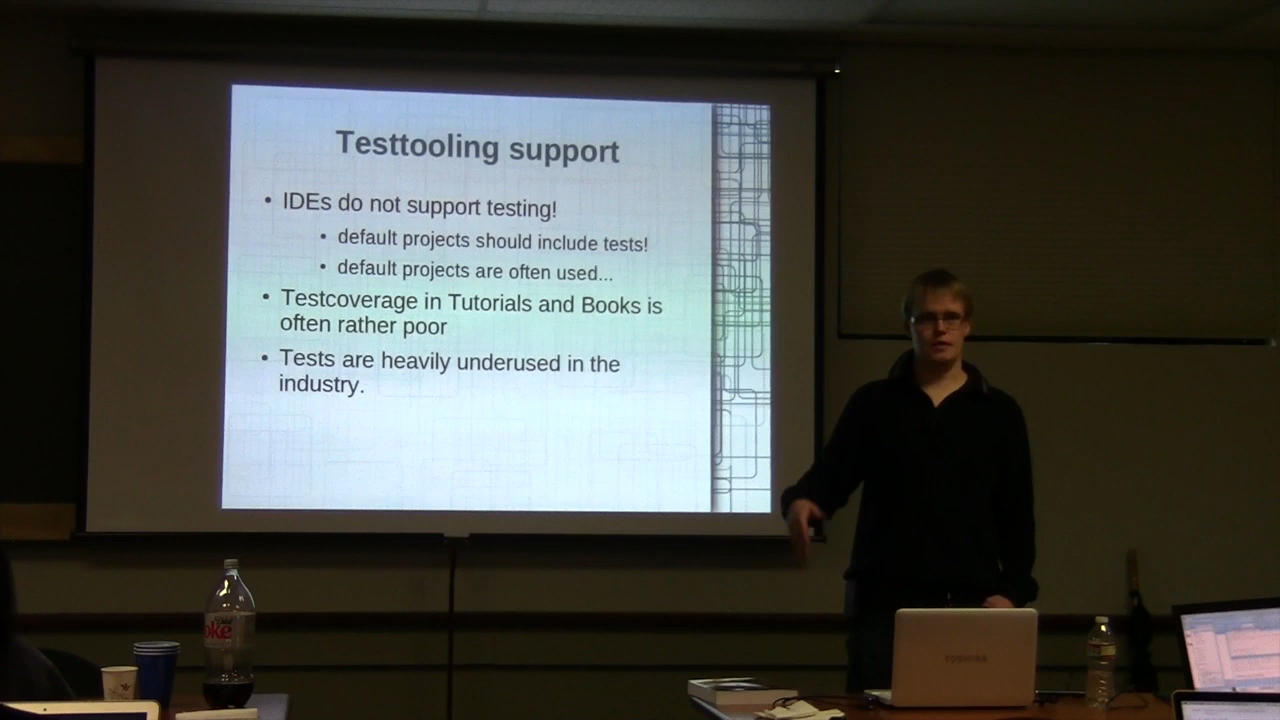 Testtooling support
• IDEs do not support testing!
• default projects should include tests!
• default projects are often used...
• Testcoverage in Tutorials and Books is
often rather poor
• Tests are heavily underused in the
industry.
oke
TOSHIBA